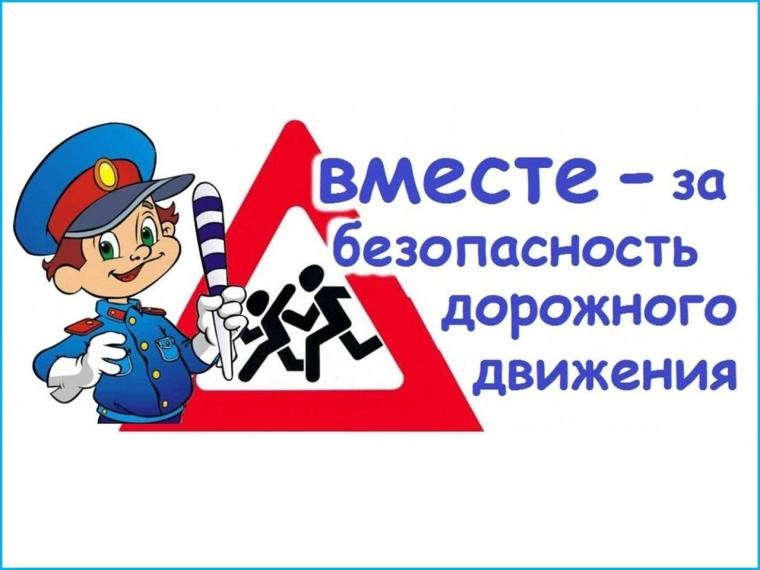 вместе – за
безопасность
дорожного
движения